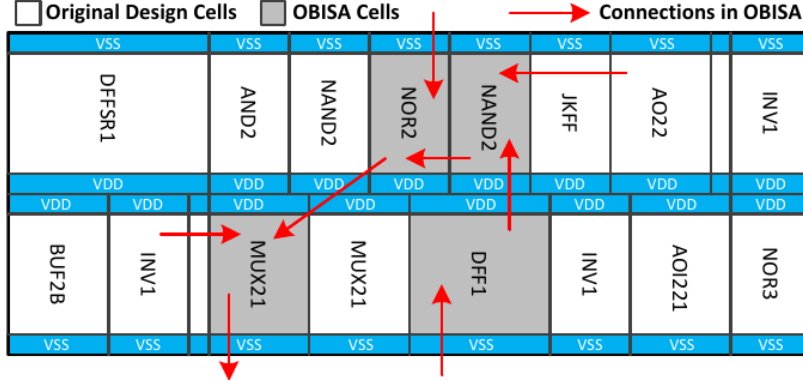 Original Design Cells OBISA Cells Connections in OBISA
VSS VSS VSS VSS VSS VSS VSS VSS
DFFSR1 AND2 NAND2 NOR2 NAND2 JKFF AO22 INV1
VDD VDD VDD VDD VDD VDD VDD VDD
VDD VDD VDD VDD VDD VDD VDD VDD
BUF2B INV1 MUX21 MUX21 DFF1 INV1 AOI221 NOR3
VSS VSS VSS VSS VSS VSS VSS VSS